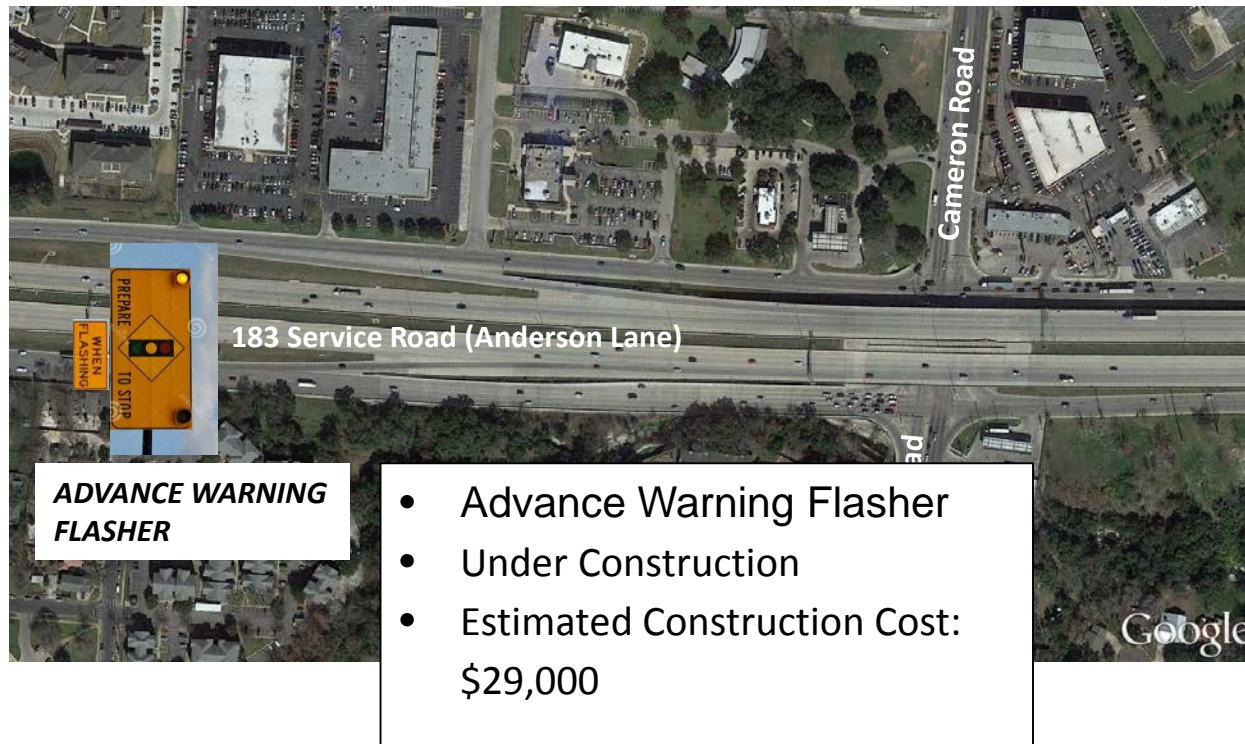 Cameron Road
183 Service Road (Anderson Lane)
PREPARE TO STOP
WHEN
FLASHING
ADVANCE WARNING
FLASHER
ad
• Advance Warning Flasher
• Under Construction
• Estimated Construction Cost:
$29,000
Google